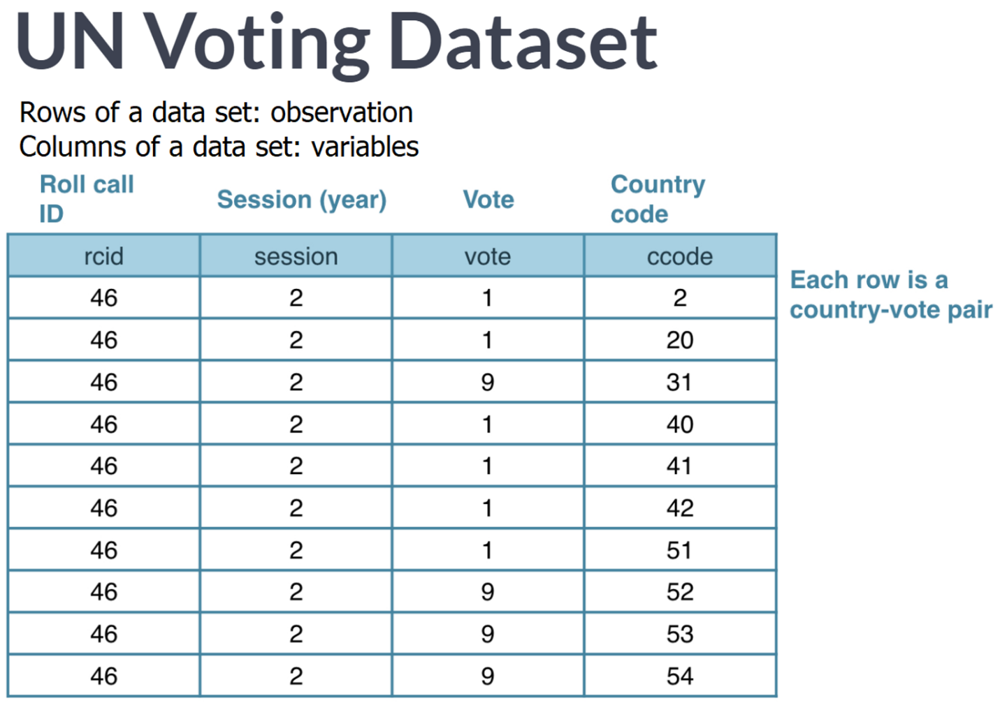 UN Voting Dataset
Rows of a data set: observation
Columns of a data set: variables
Roll call
ID
Session (year)
Vote
Country
code
rcid session vote ccode
46 2 1 2
46 2 1 20
46 2 9 31
46 2 1 40
46 2 1 41
46 2 1 42
46 2 1 51
46 2 9 52
46 2 9 53
46 2 9 54
Each row is a
country-vote pair